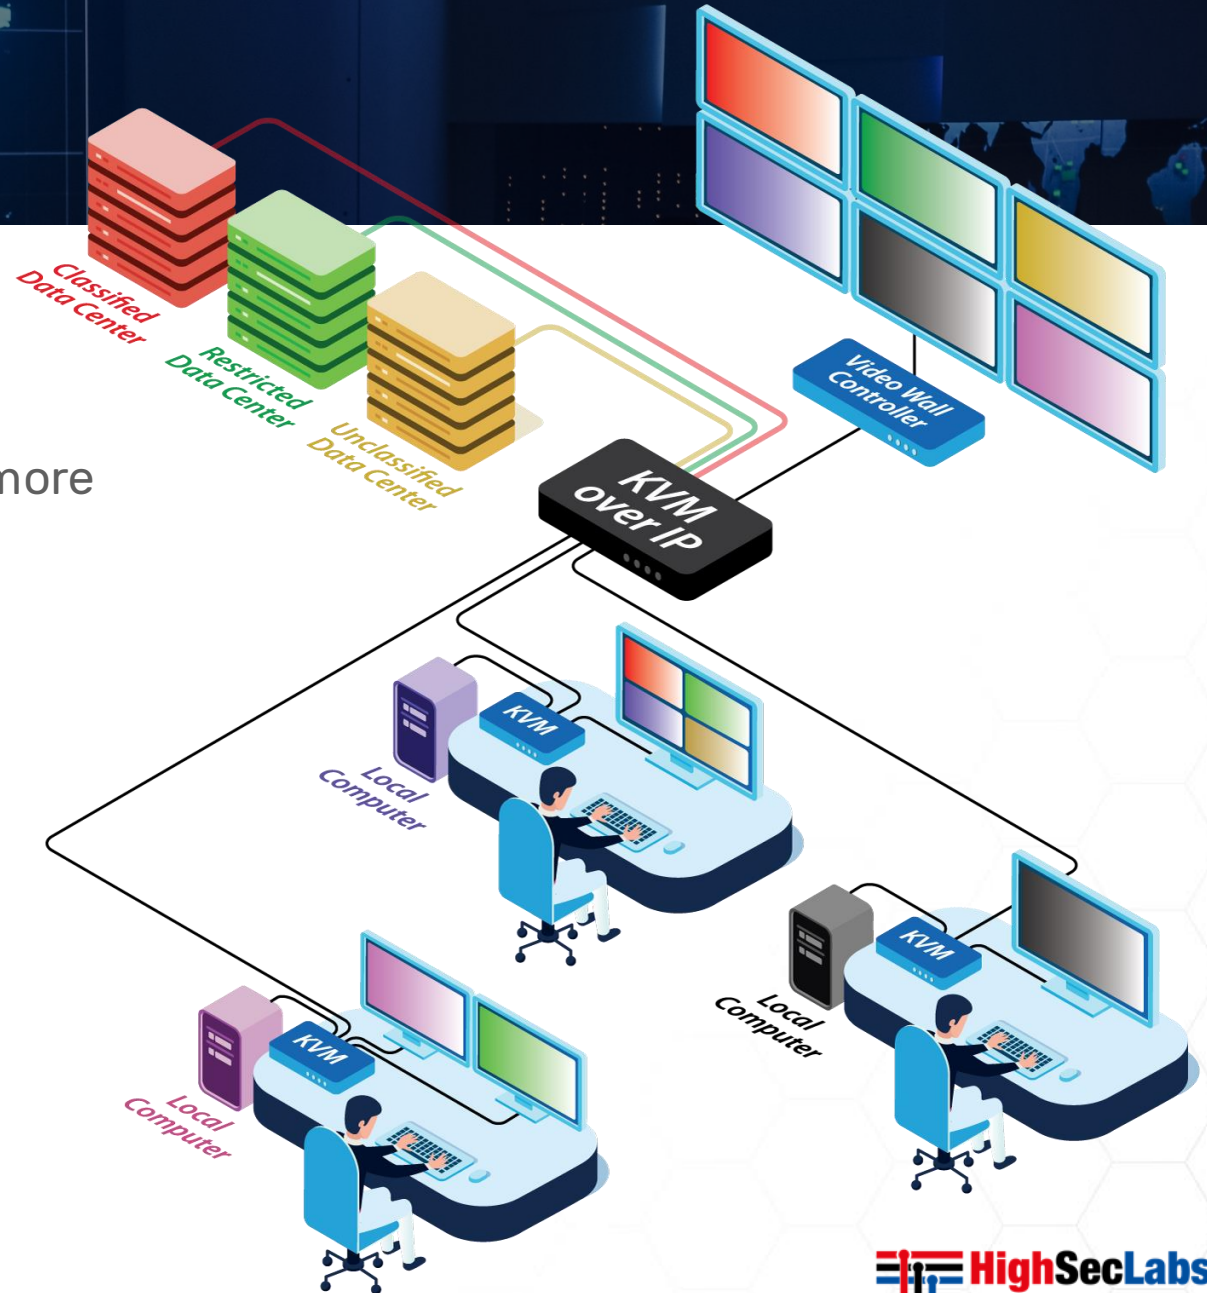 Classified
Data Center
Restricted
Data Center
Unclassified
Data Center
Video Wall
Controller
more
KVM
over IP
KVM
Local
Computer
KVM
Local
Computer
KVM
Local
Computer
HighSecLabs